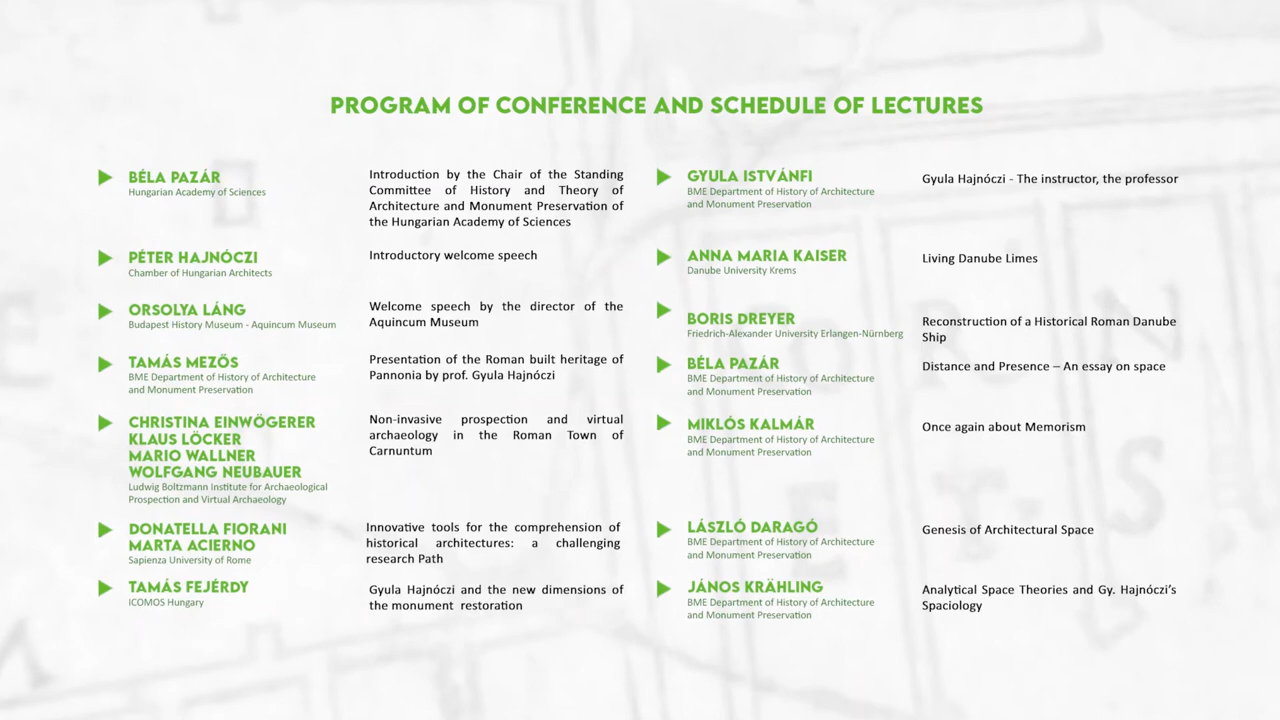 PROGRAM OF CONFERENCE AND SCHEDULE OF LECTURES
BÉLA PAZÁR
Hungarian Academy of Sciences
Introduction by the Chair of the Standing
Committee of History and Theory of
Architecture and Monument Preservation of
the Hungarian Academy of Sciences
PÉTER HAJNÓCZI
Chamber of Hungarian Architects
Introductory welcome speech
ORSOLYA LÁNG
Budapest History Museum - Aquincum Museum
Welcome speech by the director of the
Aquincum Museum
TAMÁS MEZŐS
BME Department of History of Architecture
and Monument Preservation
Presentation of the Roman built heritage of
Pannonia by prof. Gyula Hajnóczi
CHRISTINA EINWÖGERER
KLAUS LÖCKER
MARIO WALLNER
WOLFGANG NEUBAUER
Ludwig Boltzmann Institute for Archaeological
Prospection and Virtual Archaeology
Non-invasive prospection and virtual
archaeology in the Roman Town of
Carnuntum
DONATELLA FIORANI
MARTA ACIERNO
Sapienza University of Rome
Innovative tools for the comprehension of
historical architectures: a challenging
research Path
TAMÁS FEJÉRDY
ICOMOS Hungary
Gyula Hajnóczi and the new dimensions of
the monument restoration
GYULA ISTVÁNFI
BME Department of History of Architecture
and Monument Preservation
Gyula Hajnóczi - The instructor, the professor
ANNA MARIA KAISER
Danube University Krems
Living Danube Limes
BORIS DREYER
Friedrich-Alexander University Erlangen-Nürnberg
Reconstruction of a Historical Roman Danube
Ship
BÉLA PAZÁR
BME Department of History of Architecture
and Monument Preservation
Distance and Presence – An essay on space
MIKLÓS KALMÁR
BME Department of History of Architecture
and Monument Preservation
Once again about Memorism
LÁSZLÓ DARAGÓ
BME Department of History of Architecture
and Monument Preservation
Genesis of Architectural Space
JÁNOS KRÄHLING
BME Department of History of Architecture
and Monument Preservation
Analytical Space Theories and Gy. Hajnóczi's
Spaciology